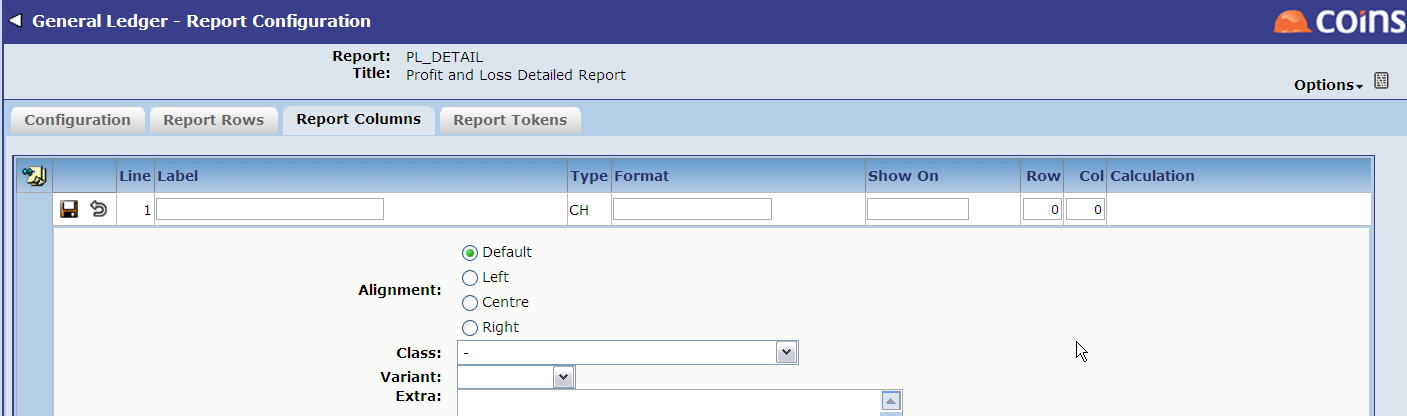 General Ledger - Report Configuration
coins
Report: PL_DETAIL
Title: Profit and Loss Detailed Report
Options
Configuration Report Rows Report Columns Report Tokens
Line Label Type Format Show On Row Col Calculation
1 CH 0 0
Alignment:
Default
Left
Centre
Right
Class: -
Variant:
Extra: